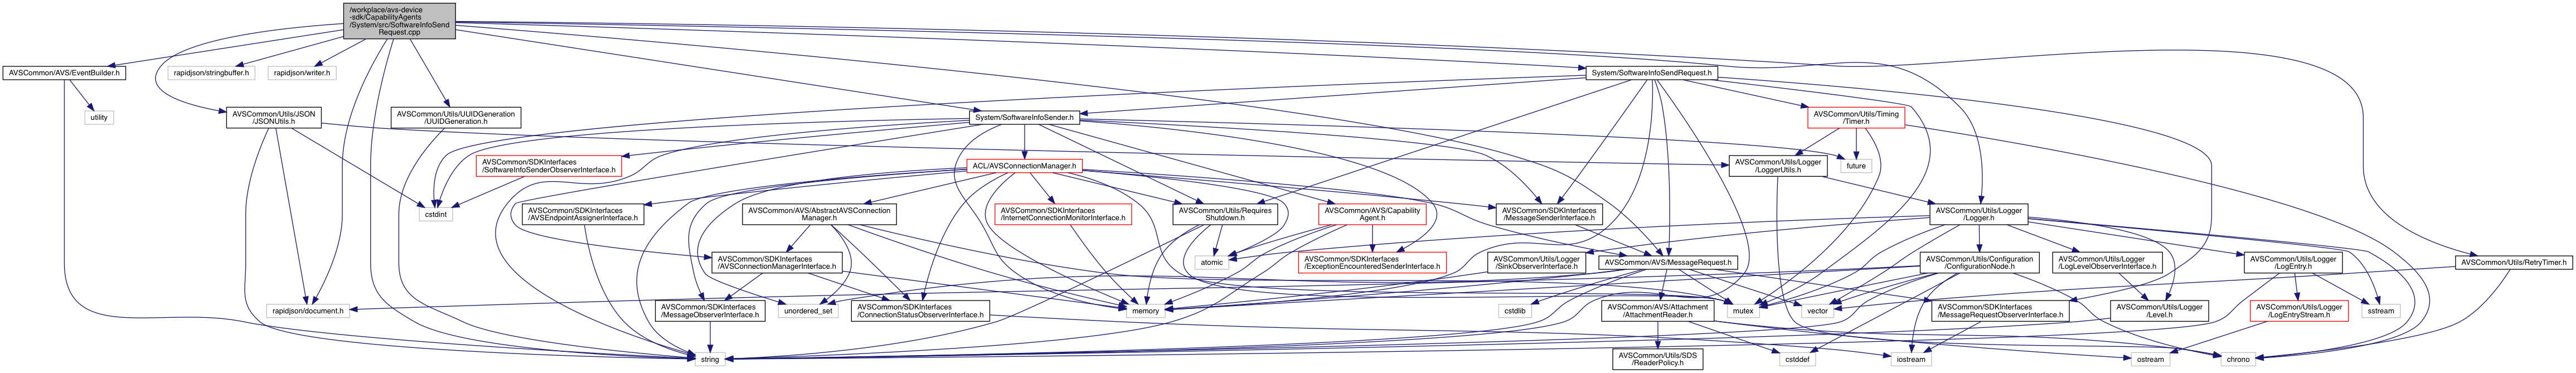 /workplace/avs-device
-sdk/CapabilityAgents
/System/src/SoftwareInfoSend
Request.cpp
AVSCommon/AVS/EventBuilder.h
rapidjson/stringbuffer.h
rapidjson/writer.h
System/SoftwareInfoSendRequest.h
utility
AVSCommon/Utils/JSON
/JSONUtils.h
AVSCommon/Utils/UUIDGeneration
/UUIDGeneration.h
System/SoftwareInfoSender.h
AVSCommon/Utils/Timing
/Timer.h
AVSCommon/SDKInterfaces
/SoftwareInfoSenderObserverInterface.h
ACL/AVSConnectionManager.h
AVSCommon/Utils/Logger
/LoggerUtils.h
future
cstdint
AVSCommon/SDKInterfaces
/AVSEndpointAssignerInterface.h
AVSCommon/AVS/AbstractAVSConnection
Manager.h
AVSCommon/SDKInterfaces
/InternetConnectionMonitorInterface.h
AVSCommon/Utils/Requires
Shutdown.h
AVSCommon/AVS/Capability
Agent.h
AVSCommon/SDKInterfaces
/MessageSenderInterface.h
AVSCommon/Utils/Logger
/Logger.h
AVSCommon/SDKInterfaces
/AVSConnectionManagerInterface.h
atomic
AVSCommon/SDKInterfaces
/ExceptionEncounteredSenderInterface.h
AVSCommon/Utils/Logger
/SinkObserverInterface.h
AVSCommon/AVS/MessageRequest.h
AVSCommon/Utils/Configuration
/ConfigurationNode.h
AVSCommon/Utils/Logger
/LogLevelObserverInterface.h
AVSCommon/Utils/Logger
/LogEntry.h
AVSCommon/Utils/RetryTimer.h
rapidjson/document.h
AVSCommon/SDKInterfaces
/MessageObserverInterface.h
unordered_set
AVSCommon/SDKInterfaces
/ConnectionStatusObserverInterface.h
memory
cstdlib
AVSCommon/AVS/Attachment
/AttachmentReader.h
mutex
vector
AVSCommon/SDKInterfaces
/MessageRequestObserverInterface.h
AVSCommon/Utils/Logger
/Level.h
AVSCommon/Utils/Logger
/LogEntryStream.h
sstream
string
AVSCommon/Utils/SDS
/ReaderPolicy.h
cstddef
iostream
ostream
chrono